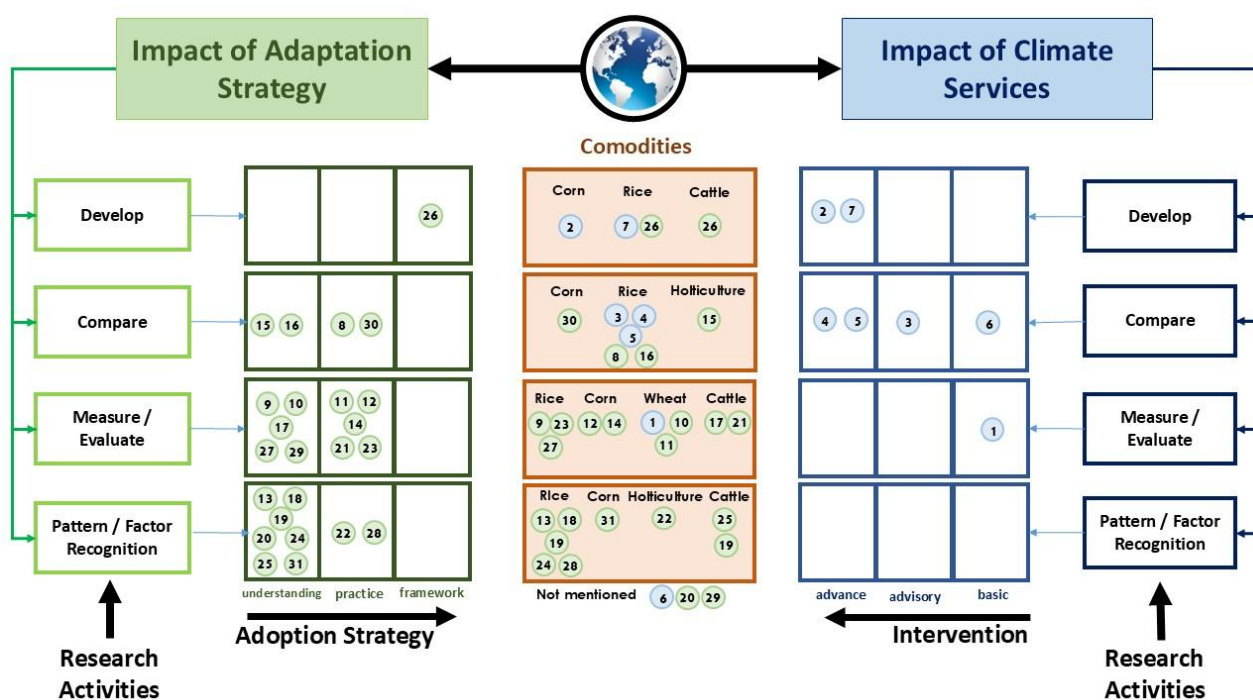 Impact of Adaptation
Strategy
Impact of Climate
Services
Comodities
Develop
26
Corn Rice Cattle
2 7 26 26
2 7
Develop
Compare
15 16 8 30
Corn Rice Holticulture
30 3 4 15
5
8 16
4 5 3 6
Compare
Measure /
Evaluate
9 10 11 12
17 14
27 29 21 23
Rice Corn Wheat Cattle
9 23 12 14 1 10 17 21
27 11
1
Measure /
Evaluate
Pattern / Factor
Recognition
13 18
19
20 24 22 28
25 31
Rice Corn Horticulture Cattle
13 18 31 22 25
19 19
24 28
Pattern / Factor
Recognition
understanding practice framework
Not mentioned 6 20 29
advance advisory basic
Adoption Strategy
Intervention
Research
Activities
Research
Activities